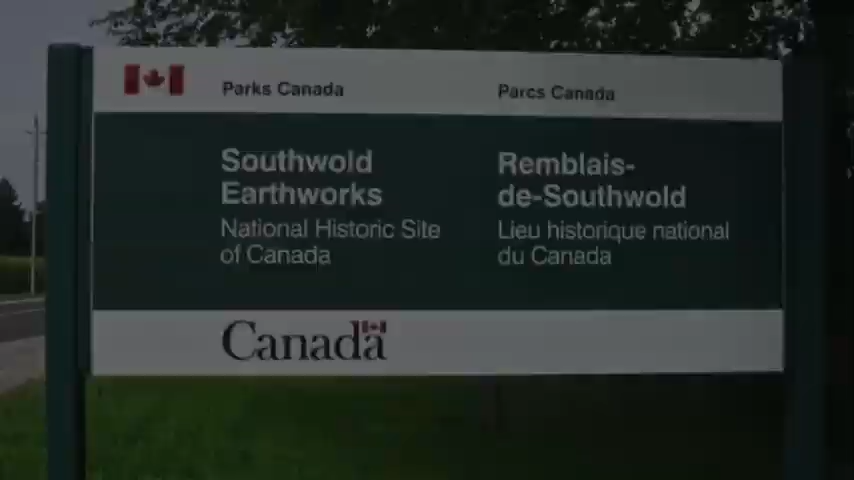 Parks Canada
Parcs Canada
Southwold
Earthworks
National Historic Site
of Canada
Remblais-
de-Southwold
Lieu historique national
du Canada
Canada